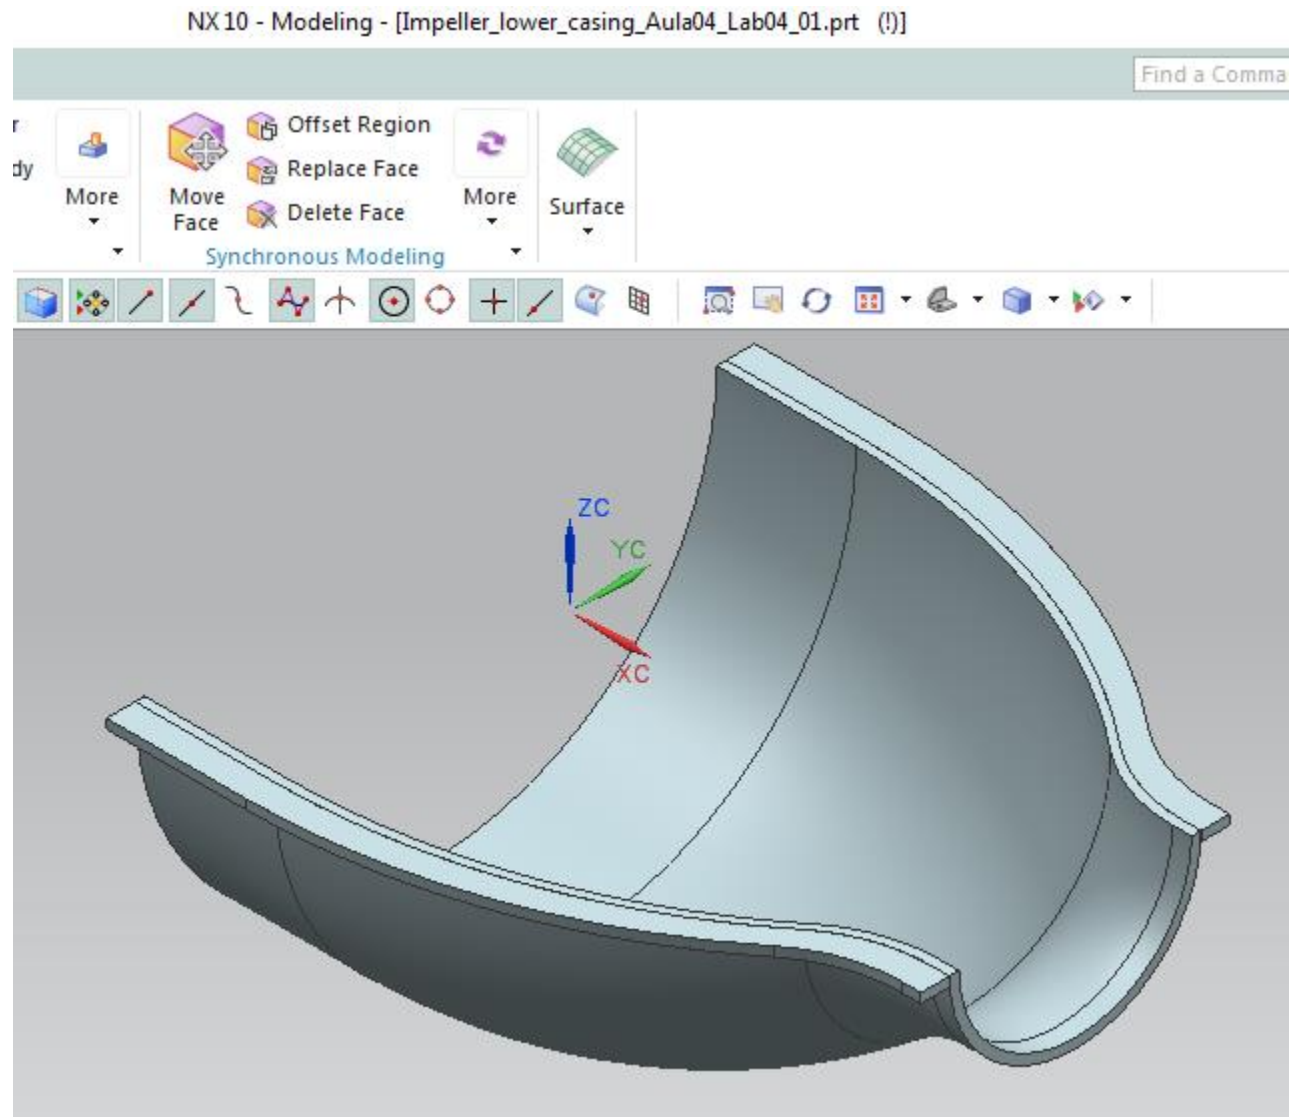 NX 10 - Modeling - [Impeller_lower_casing_Aula04_Lab04_01.prt (!)]
Find a Comma
r
dy
More
Move
Face
Offset Region
Replace Face
Delete Face
More
Surface
Synchronous Modeling
ZC
YC
XC